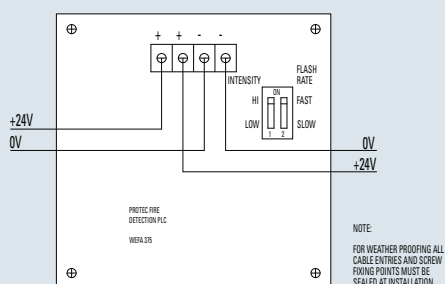 + + - -
INTENSITY
FLASH
RATE
ON
HI
FAST
LOW
SLOW
1 2
+24V
0V
0V
+24V
PROTEC FIRE
DETECTION PLC
WEFA 375
NOTE:
FOR WEATHER PROOFING ALL
CABLE ENTRIES AND SCREW
FIXING POINTS MUST BE
SEALED AT INSTALLATION